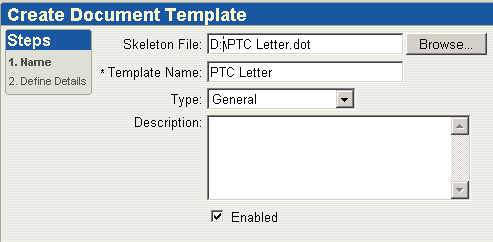 Create Document Template
Steps
1. Name
2. Define Details
Skeleton File: D:\PTC Letter.dot Browse...
* Template Name: PTC Letter
Type: General
Description:
Enabled